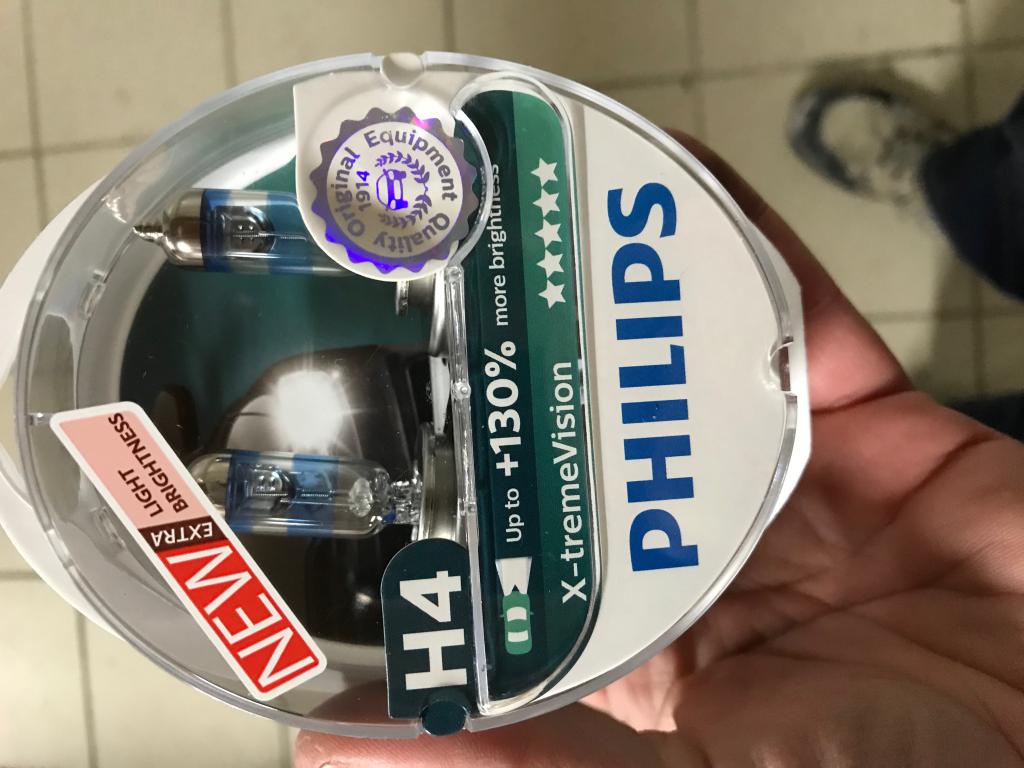 PHILIPS
X-tremeVision
Up to +130% more brightness
H4
Original Equipment Quality
1914
NEW
EXTRA
LIGHT
BRIGHTNESS